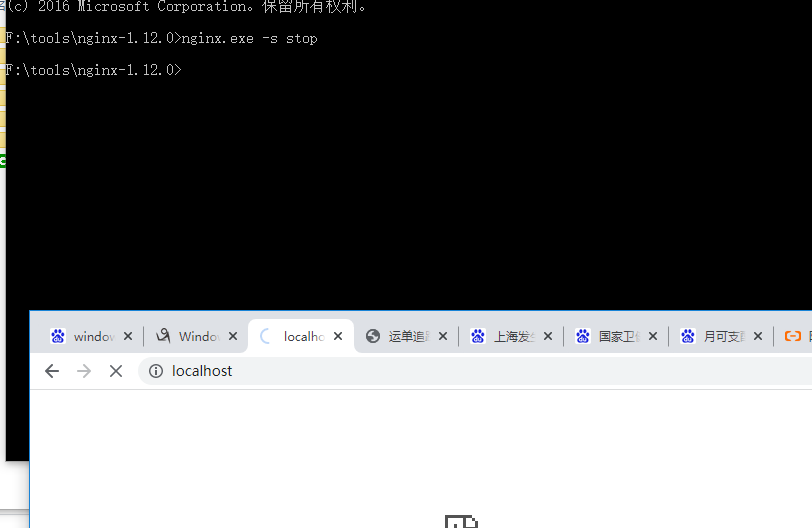 (c) 2016 Microsoft Corporation。保留所有权利。
F:\tools\nginx-1.12.0>nginx.exe -s stop
F:\tools\nginx-1.12.0>
window Windo localho 运单追 上海发 国家卫 月可支
localhost